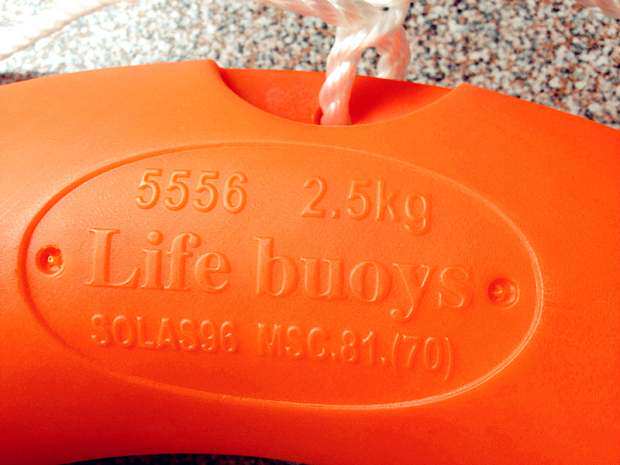 5556 2.5kg
Life buoys
SOLAS96 MSC.81.(70)